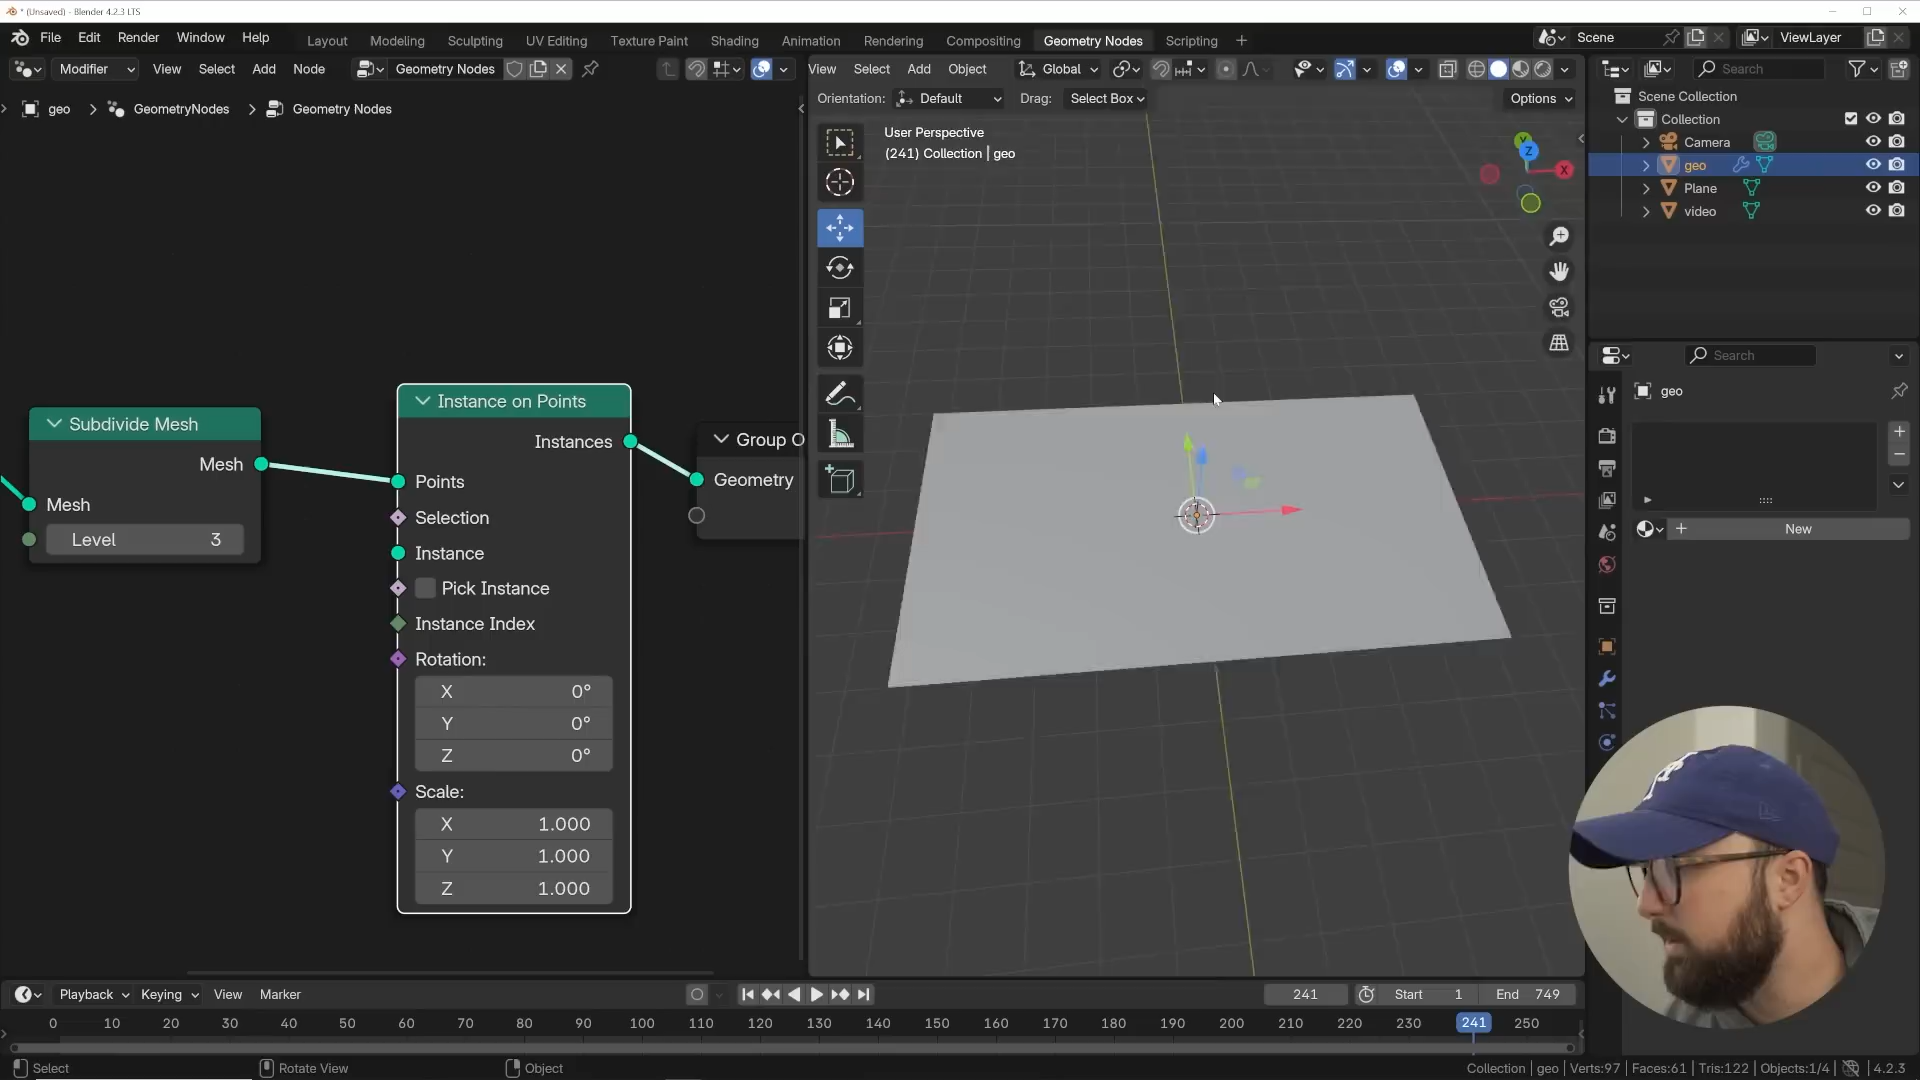 * (Unsaved) - Blender 4.2.3 LTS
File Edit Render Window Help Layout Modeling Sculpting UV Editing Texture Paint Shading Animation Rendering Compositing Geometry Nodes Scripting + Scene ViewLayer
Modifier View Select Add Node Geometry Nodes View Select Add Object Global Search
Orientation: Default Drag: Select Box Options
geo > GeometryNodes > Geometry Nodes
Scene Collection
Collection
Camera
geo
Plane
video
User Perspective
(241) Collection | geo
Y
Z
X
Subdivide Mesh
Mesh
Mesh
Level 3
Instance on Points
Instances
Points
Selection
Instance
Pick Instance
Instance Index
Rotation:
X 0°
Y 0°
Z 0°
Scale:
X 1.000
Y 1.000
Z 1.000
Group O
Geometry
Search
geo
New
Playback Keying View Marker 241 Start 1 End 749
0 10 20 30 40 50 60 70 80 90 100 110 120 130 140 150 160 170 180 190 200 210 220 230 241 250
Select Rotate View Object Collection | geo | Verts:97 | Faces:61 | Tris:122 | Objects:1/4 | 4.2.3